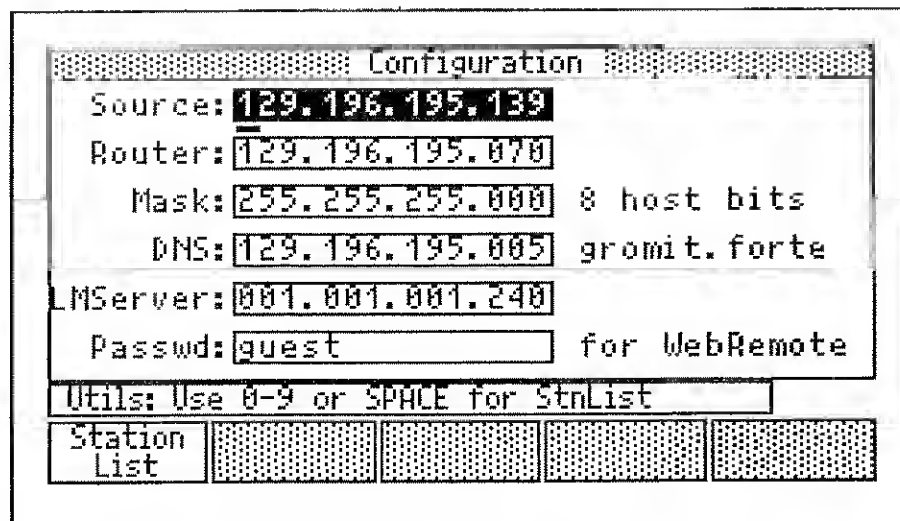 Configuration
Source: 129.196.195.139
Router: 129.196.195.070
Mask: 255.255.255.000 8 host bits
DNS: 129.196.195.005 gromit.forte
LMServer: 001.001.001.240
Passwd: guest for WebRemote
Utils: Use 0-9 or SPACE for StnList
Station
List